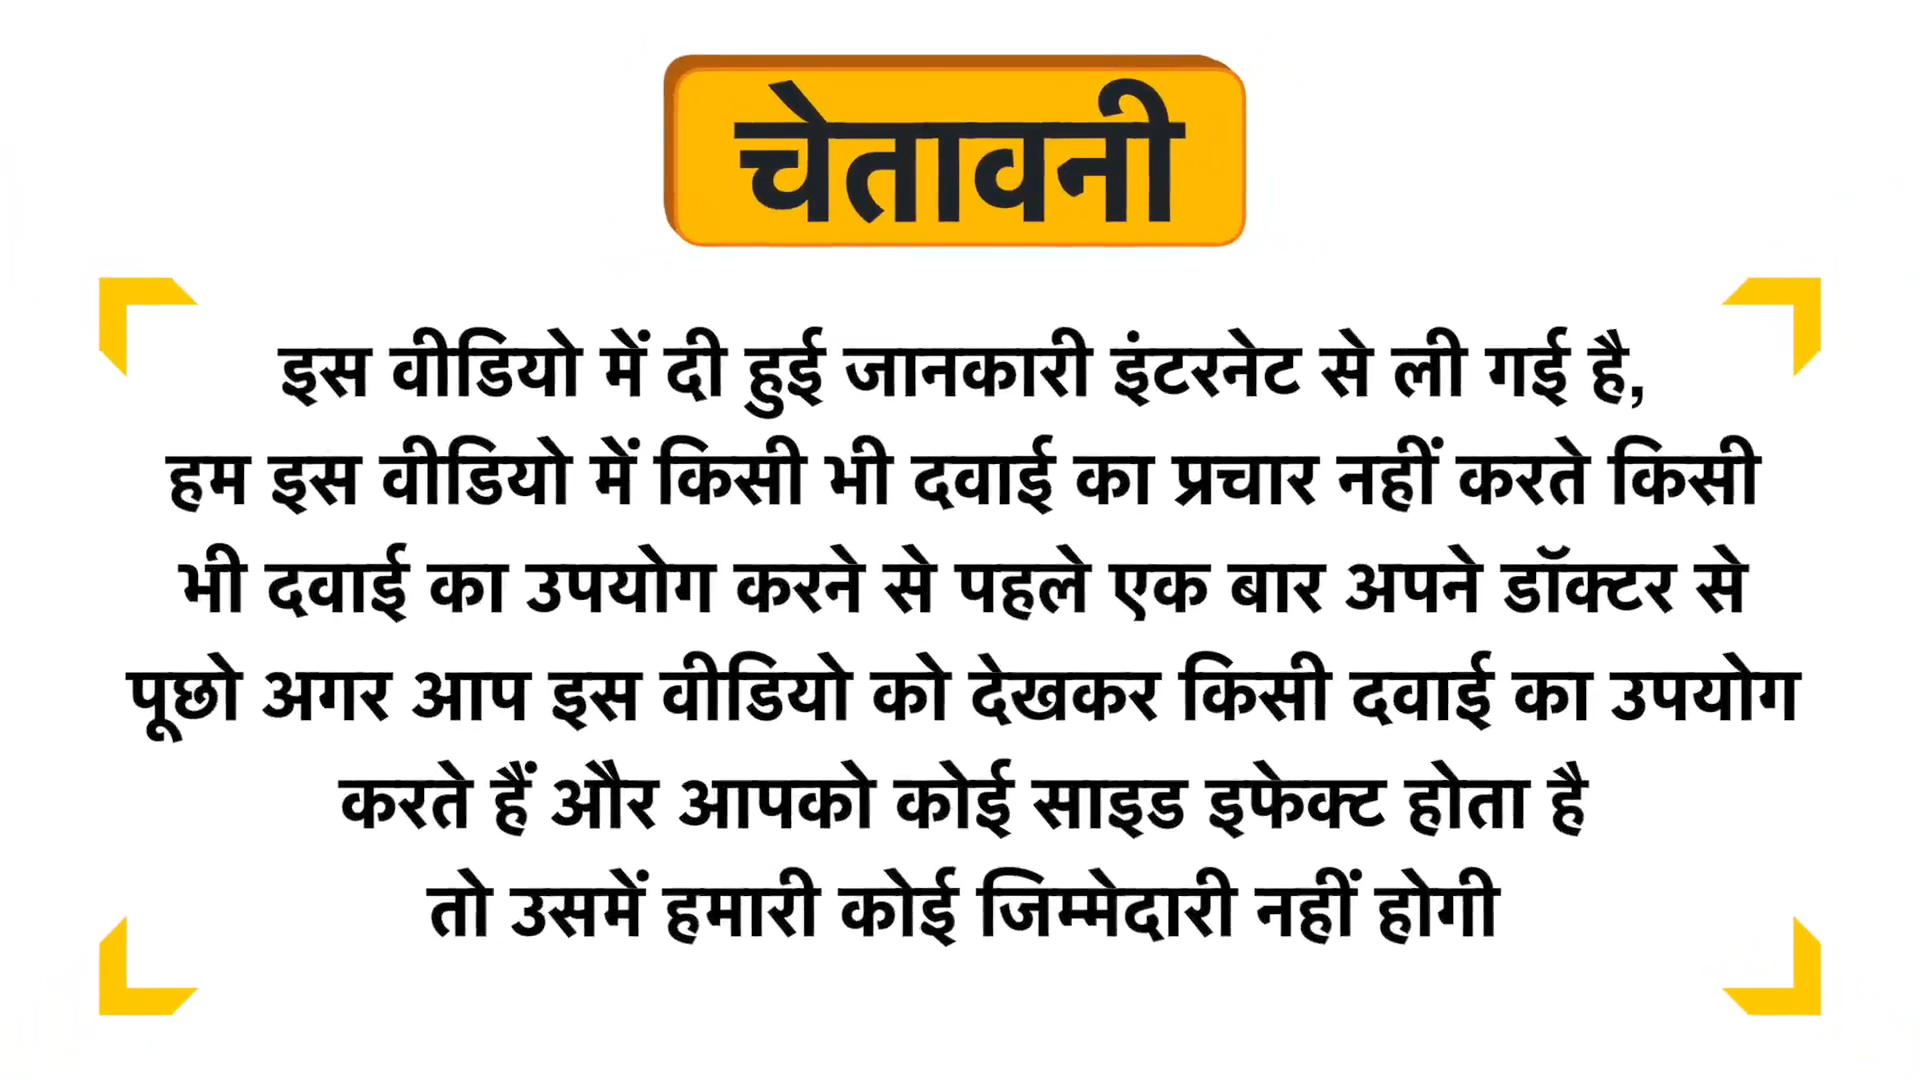 चेतावनी
इस वीडियो में दी हुई जानकारी इंटरनेट से ली गई है,
हम इस वीडियो में किसी भी दवाई का प्रचार नहीं करते किसी
भी दवाई का उपयोग करने से पहले एक बार अपने डॉक्टर से
पूछो अगर आप इस वीडियो को देखकर किसी दवाई का उपयोग
करते हैं और आपको कोई साइड इफेक्ट होता है
तो उसमें हमारी कोई जिम्मेदारी नहीं होगी